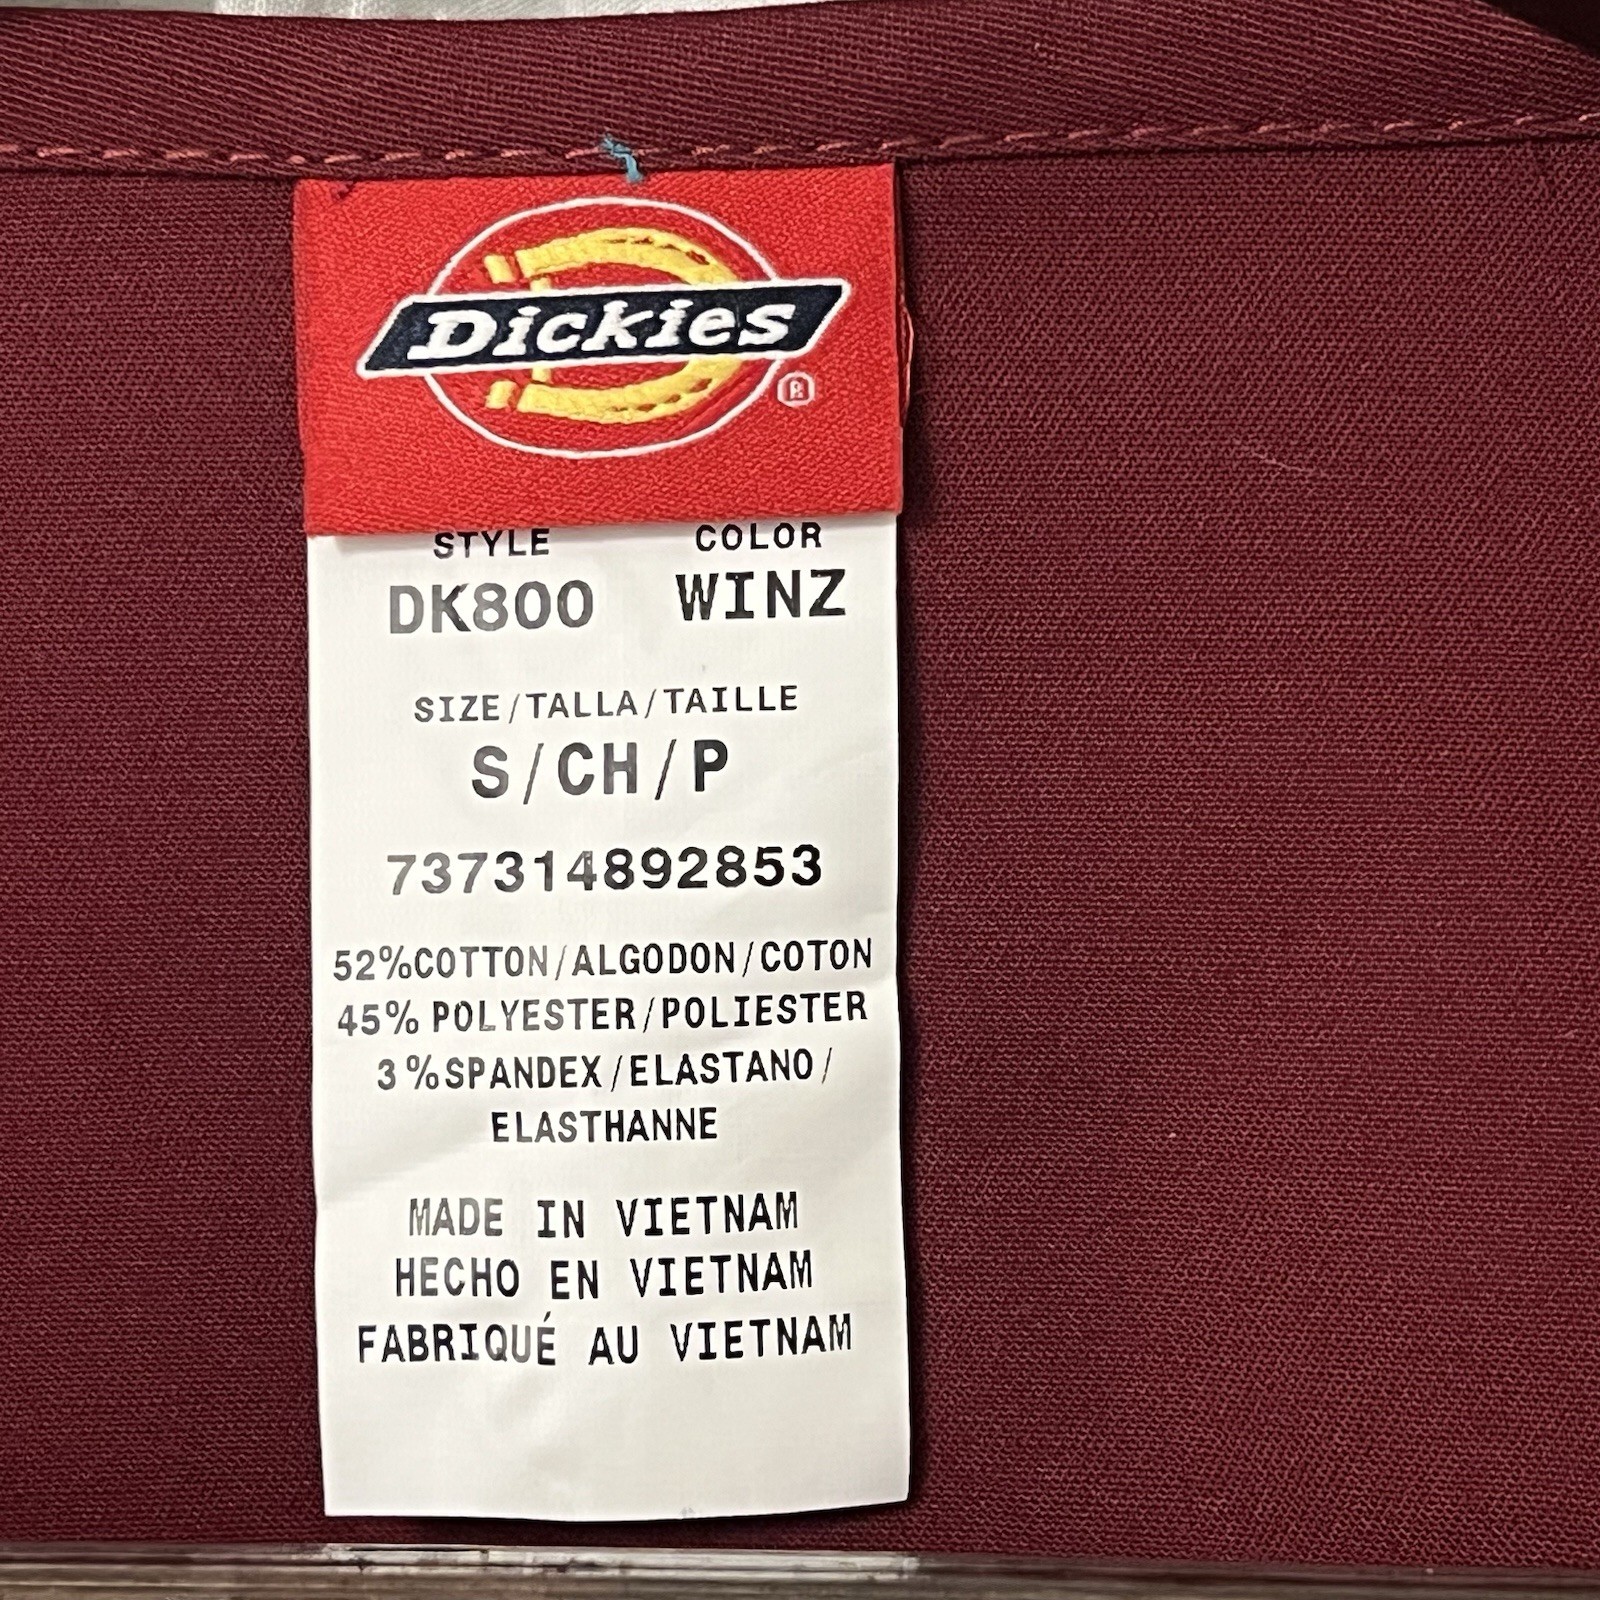 Dickies
STYLE COLOR
DK800 WINZ
SIZE/TALLA/TAILLE
S/CH/P
737314892853
52%COTTON/ALGODON/COTON
45% POLYESTER/POLIESTER
3%SPANDEX/ELASTANO/
ELASTHANNE
MADE IN VIETNAM
HECHO EN VIETNAM
FABRIQUÉ AU VIETNAM